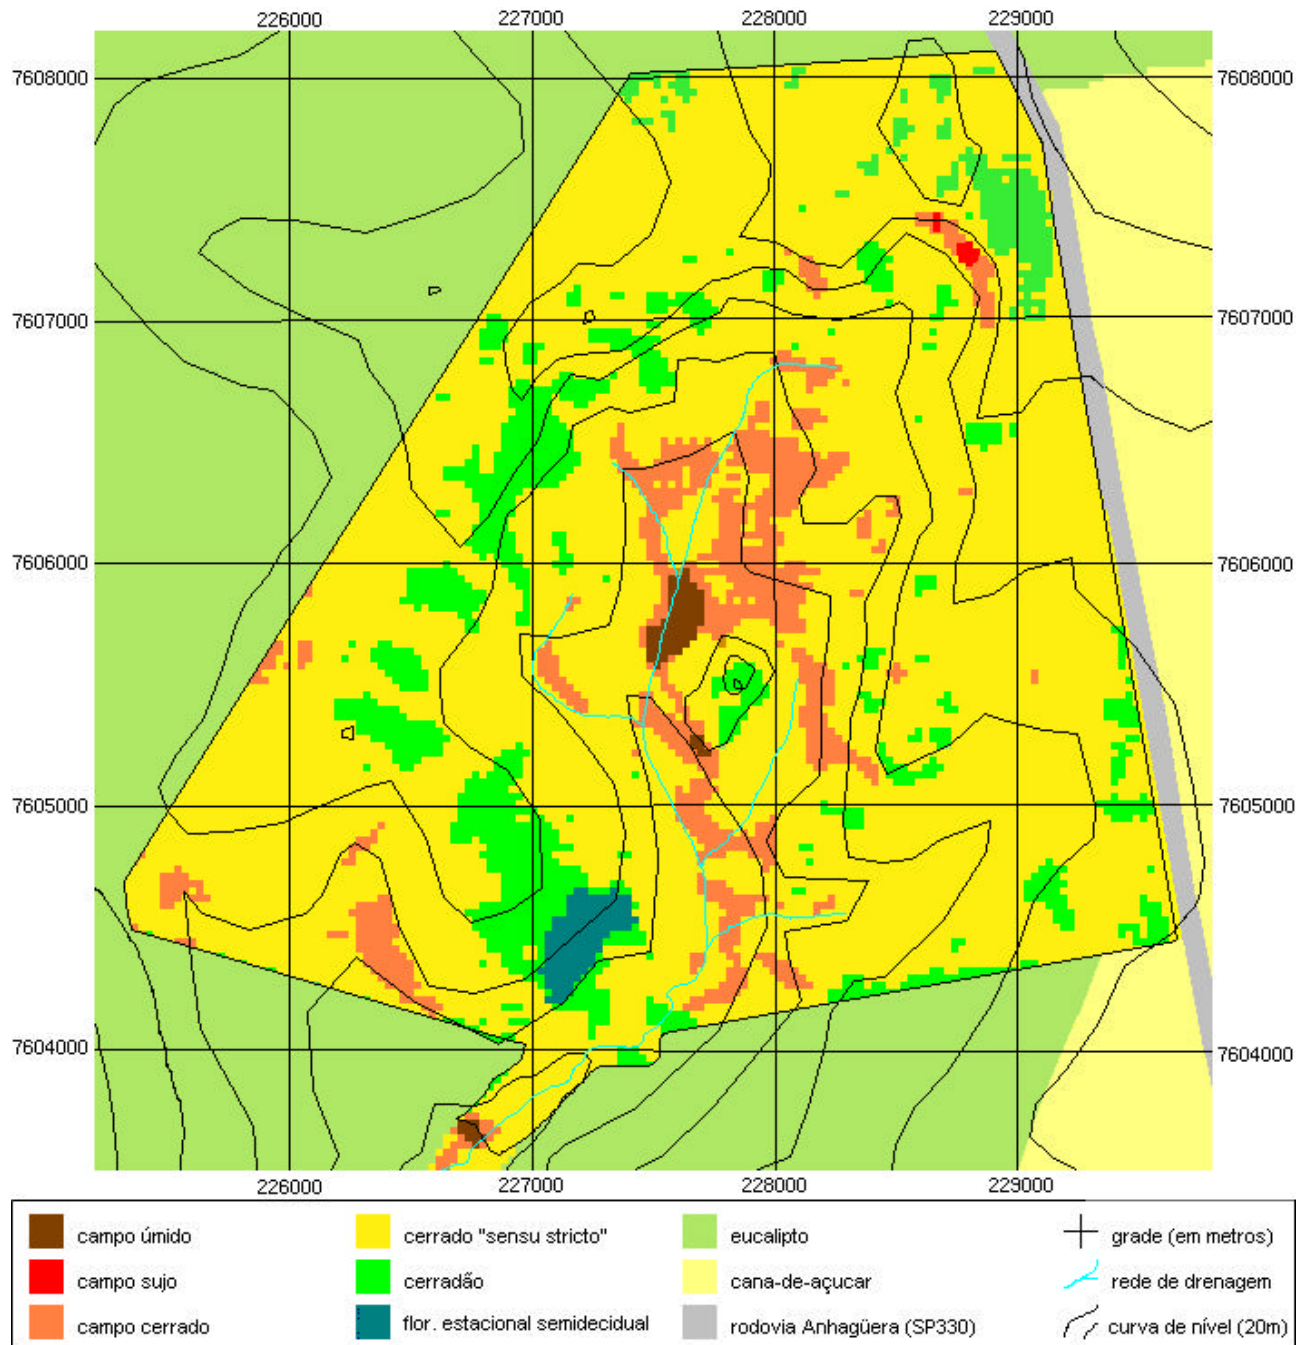 226000 227000 228000 229000
7608000 7608000
7607000 7607000
7606000 7606000
7605000 7605000
7604000 7604000
226000 227000 228000 229000
campo úmido cerrado "sensu stricto" eucalipto grade (em metros)
campo sujo cerradão cana-de-açucar rede de drenagem
campo cerrado flor. estacional semidecidual rodovia Anhagüera (SP330) curva de nível (20m)